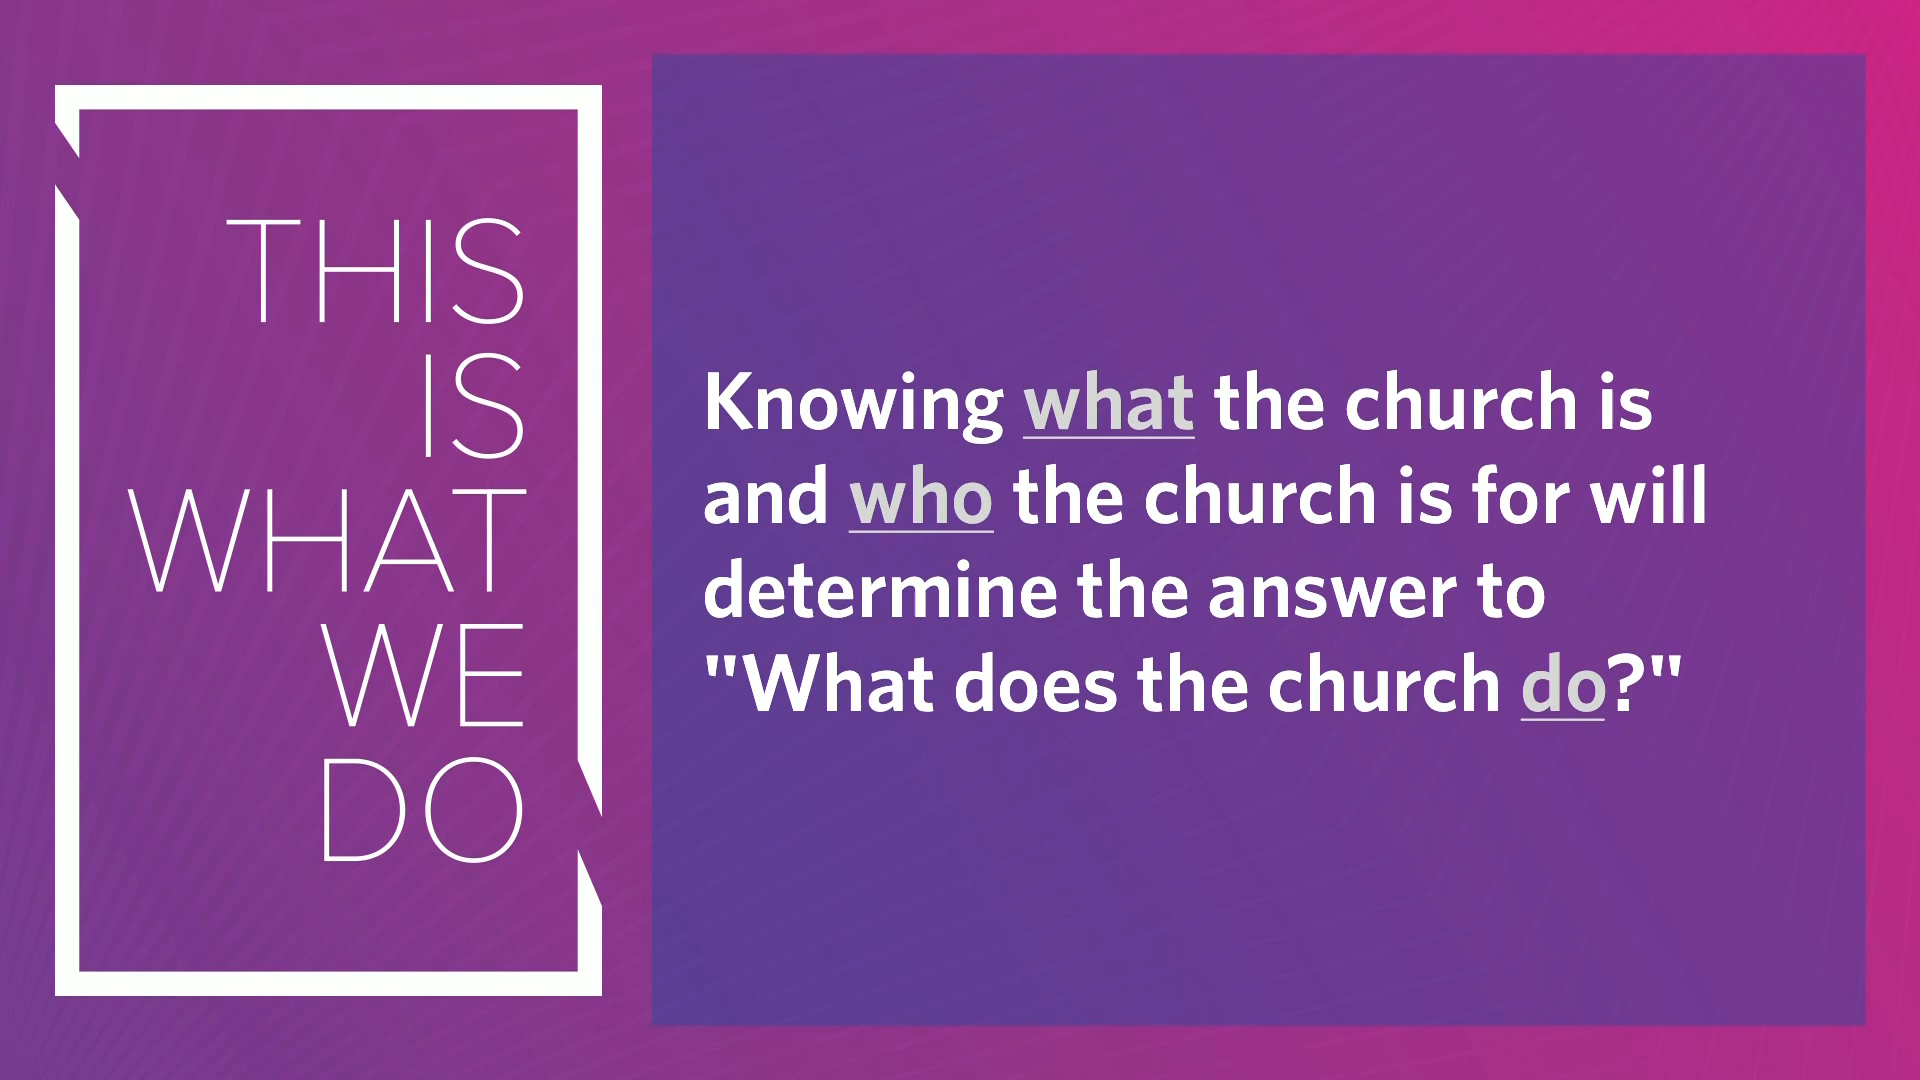 THIS
IS
WHAT
WE
DO
Knowing what the church is
and who the church is for will
determine the answer to
"What does the church do?"